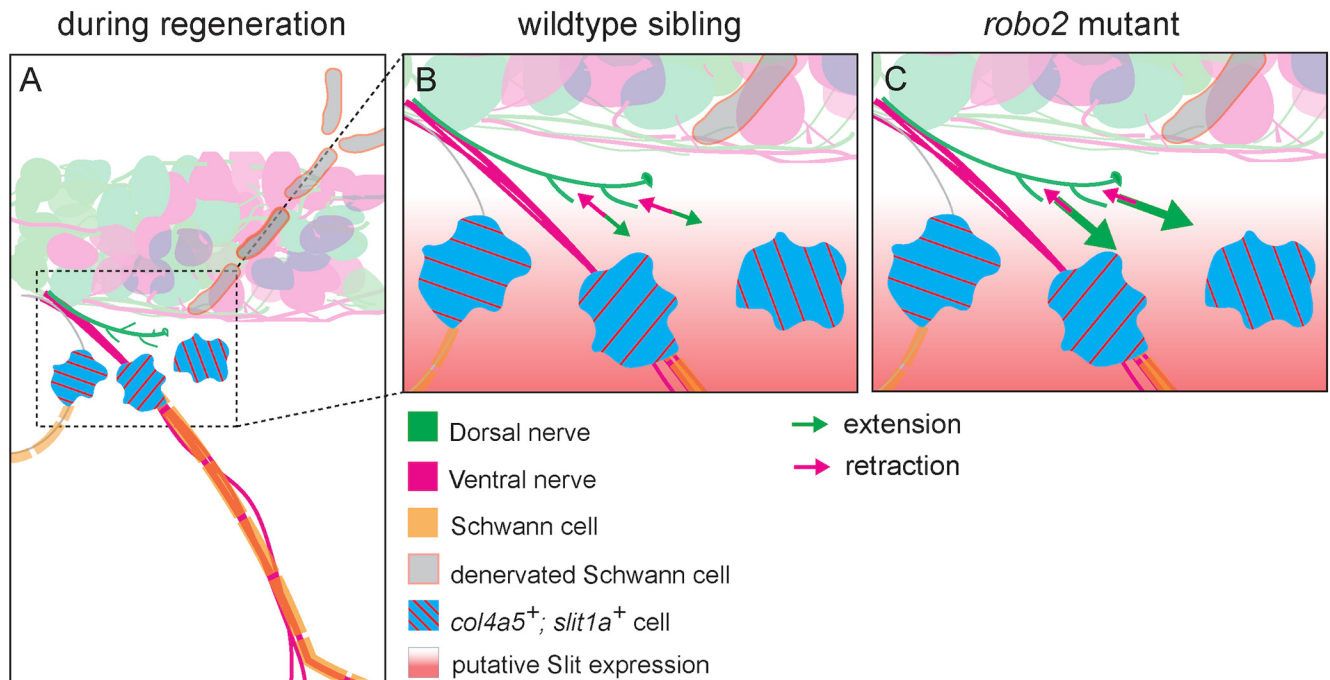 during regeneration
wildtype sibling
robo2 mutant
A
B
C
Dorsal nerve
Ventral nerve
Schwann cell
denervated Schwann cell
col4a5+; slit1a+ cell
putative Slit expression
extension
retraction